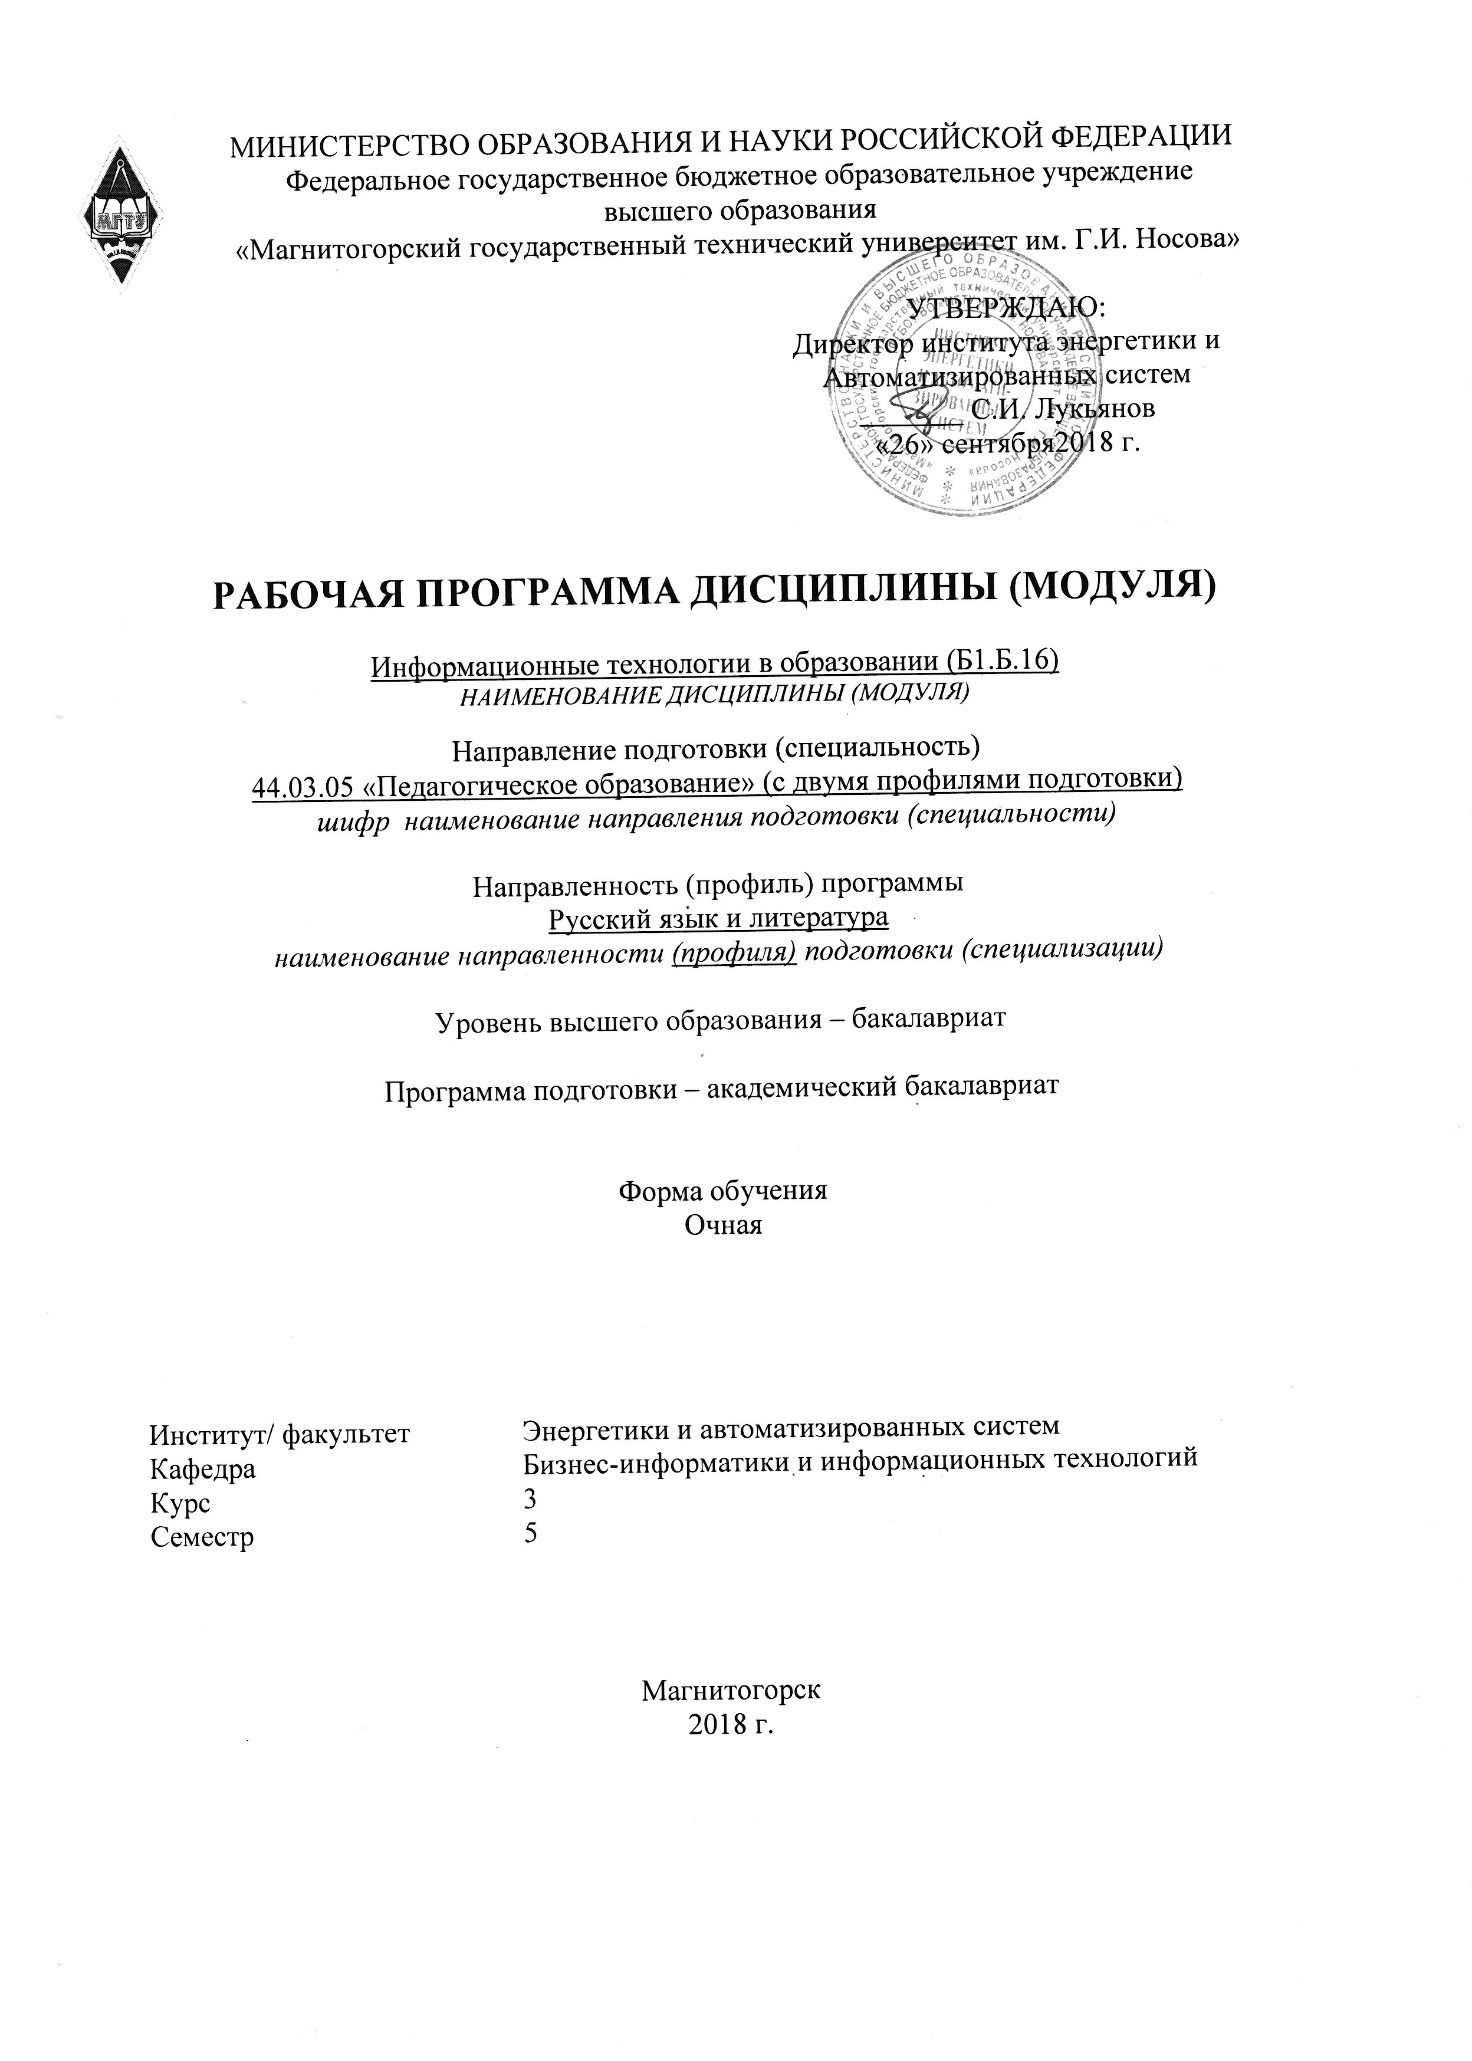 МИНИСТЕРСТВО ОБРАЗОВАНИЯ И НАУКИ РОССИЙСКОЙ ФЕДЕРАЦИИ
Федеральное государственное бюджетное образовательное учреждение
высшего образования
«Магнитогорский государственный технический университет им. Г.И. Носова»
МГТУ
УТВЕРЖДАЮ:
Директор института энергетики и
Автоматизированных систем
С.И. Лукьянов
«26» сентября2018 г.
РАБОЧАЯ ПРОГРАММА ДИСЦИПЛИНЫ (МОДУЛЯ)
Информационные технологии в образовании (Б1.Б.16)
НАИМЕНОВАНИЕ ДИСЦИПЛИНЫ (МОДУЛЯ)
Направление подготовки (специальность)
44.03.05 «Педагогическое образование» (с двумя профилями подготовки)
шифр наименование направления подготовки (специальности)
Направленность (профиль) программы
Русский язык и литература
наименование направленности (профиля) подготовки (специализации)
Уровень высшего образования – бакалавриат
Программа подготовки – академический бакалавриат
Форма обучения
Очная
Институт/ факультет Энергетики и автоматизированных систем
Кафедра Бизнес-информатики и информационных технологий
Курс 3
Семестр 5
Магнитогорск
2018 г.